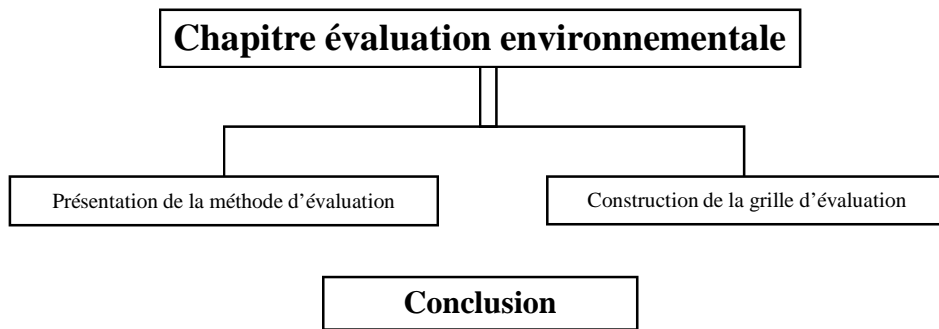 Chapitre évaluation environnementale
Présentation de la méthode d’évaluation
Construction de la grille d’évaluation
Conclusion